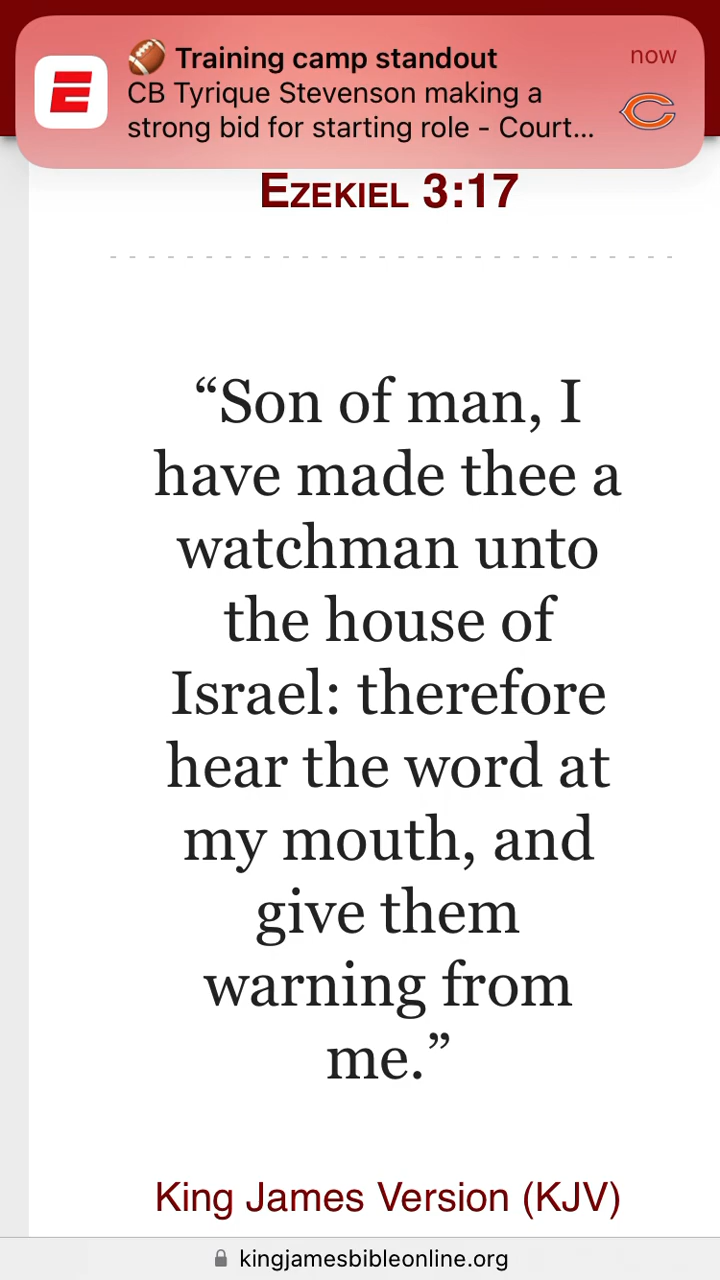 🏈 Training camp standout
now
CB Tyrique Stevenson making a
strong bid for starting role - Court...
EZEKIEL 3:17
“Son of man, I
have made thee a
watchman unto
the house of
Israel: therefore
hear the word at
my mouth, and
give them
warning from
me.”
King James Version (KJV)
kingjamesbibleonline.org